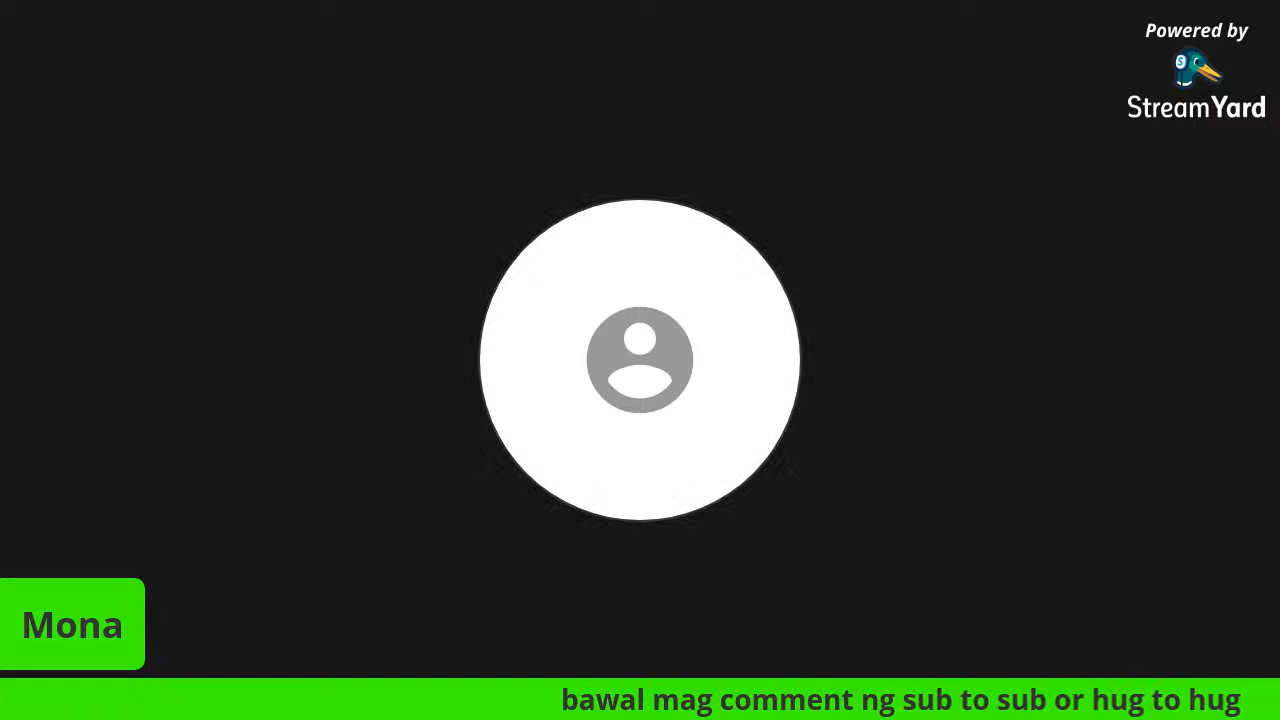 Powered by
S
StreamYard
Mona
bawal mag comment ng sub to sub or hug to hug